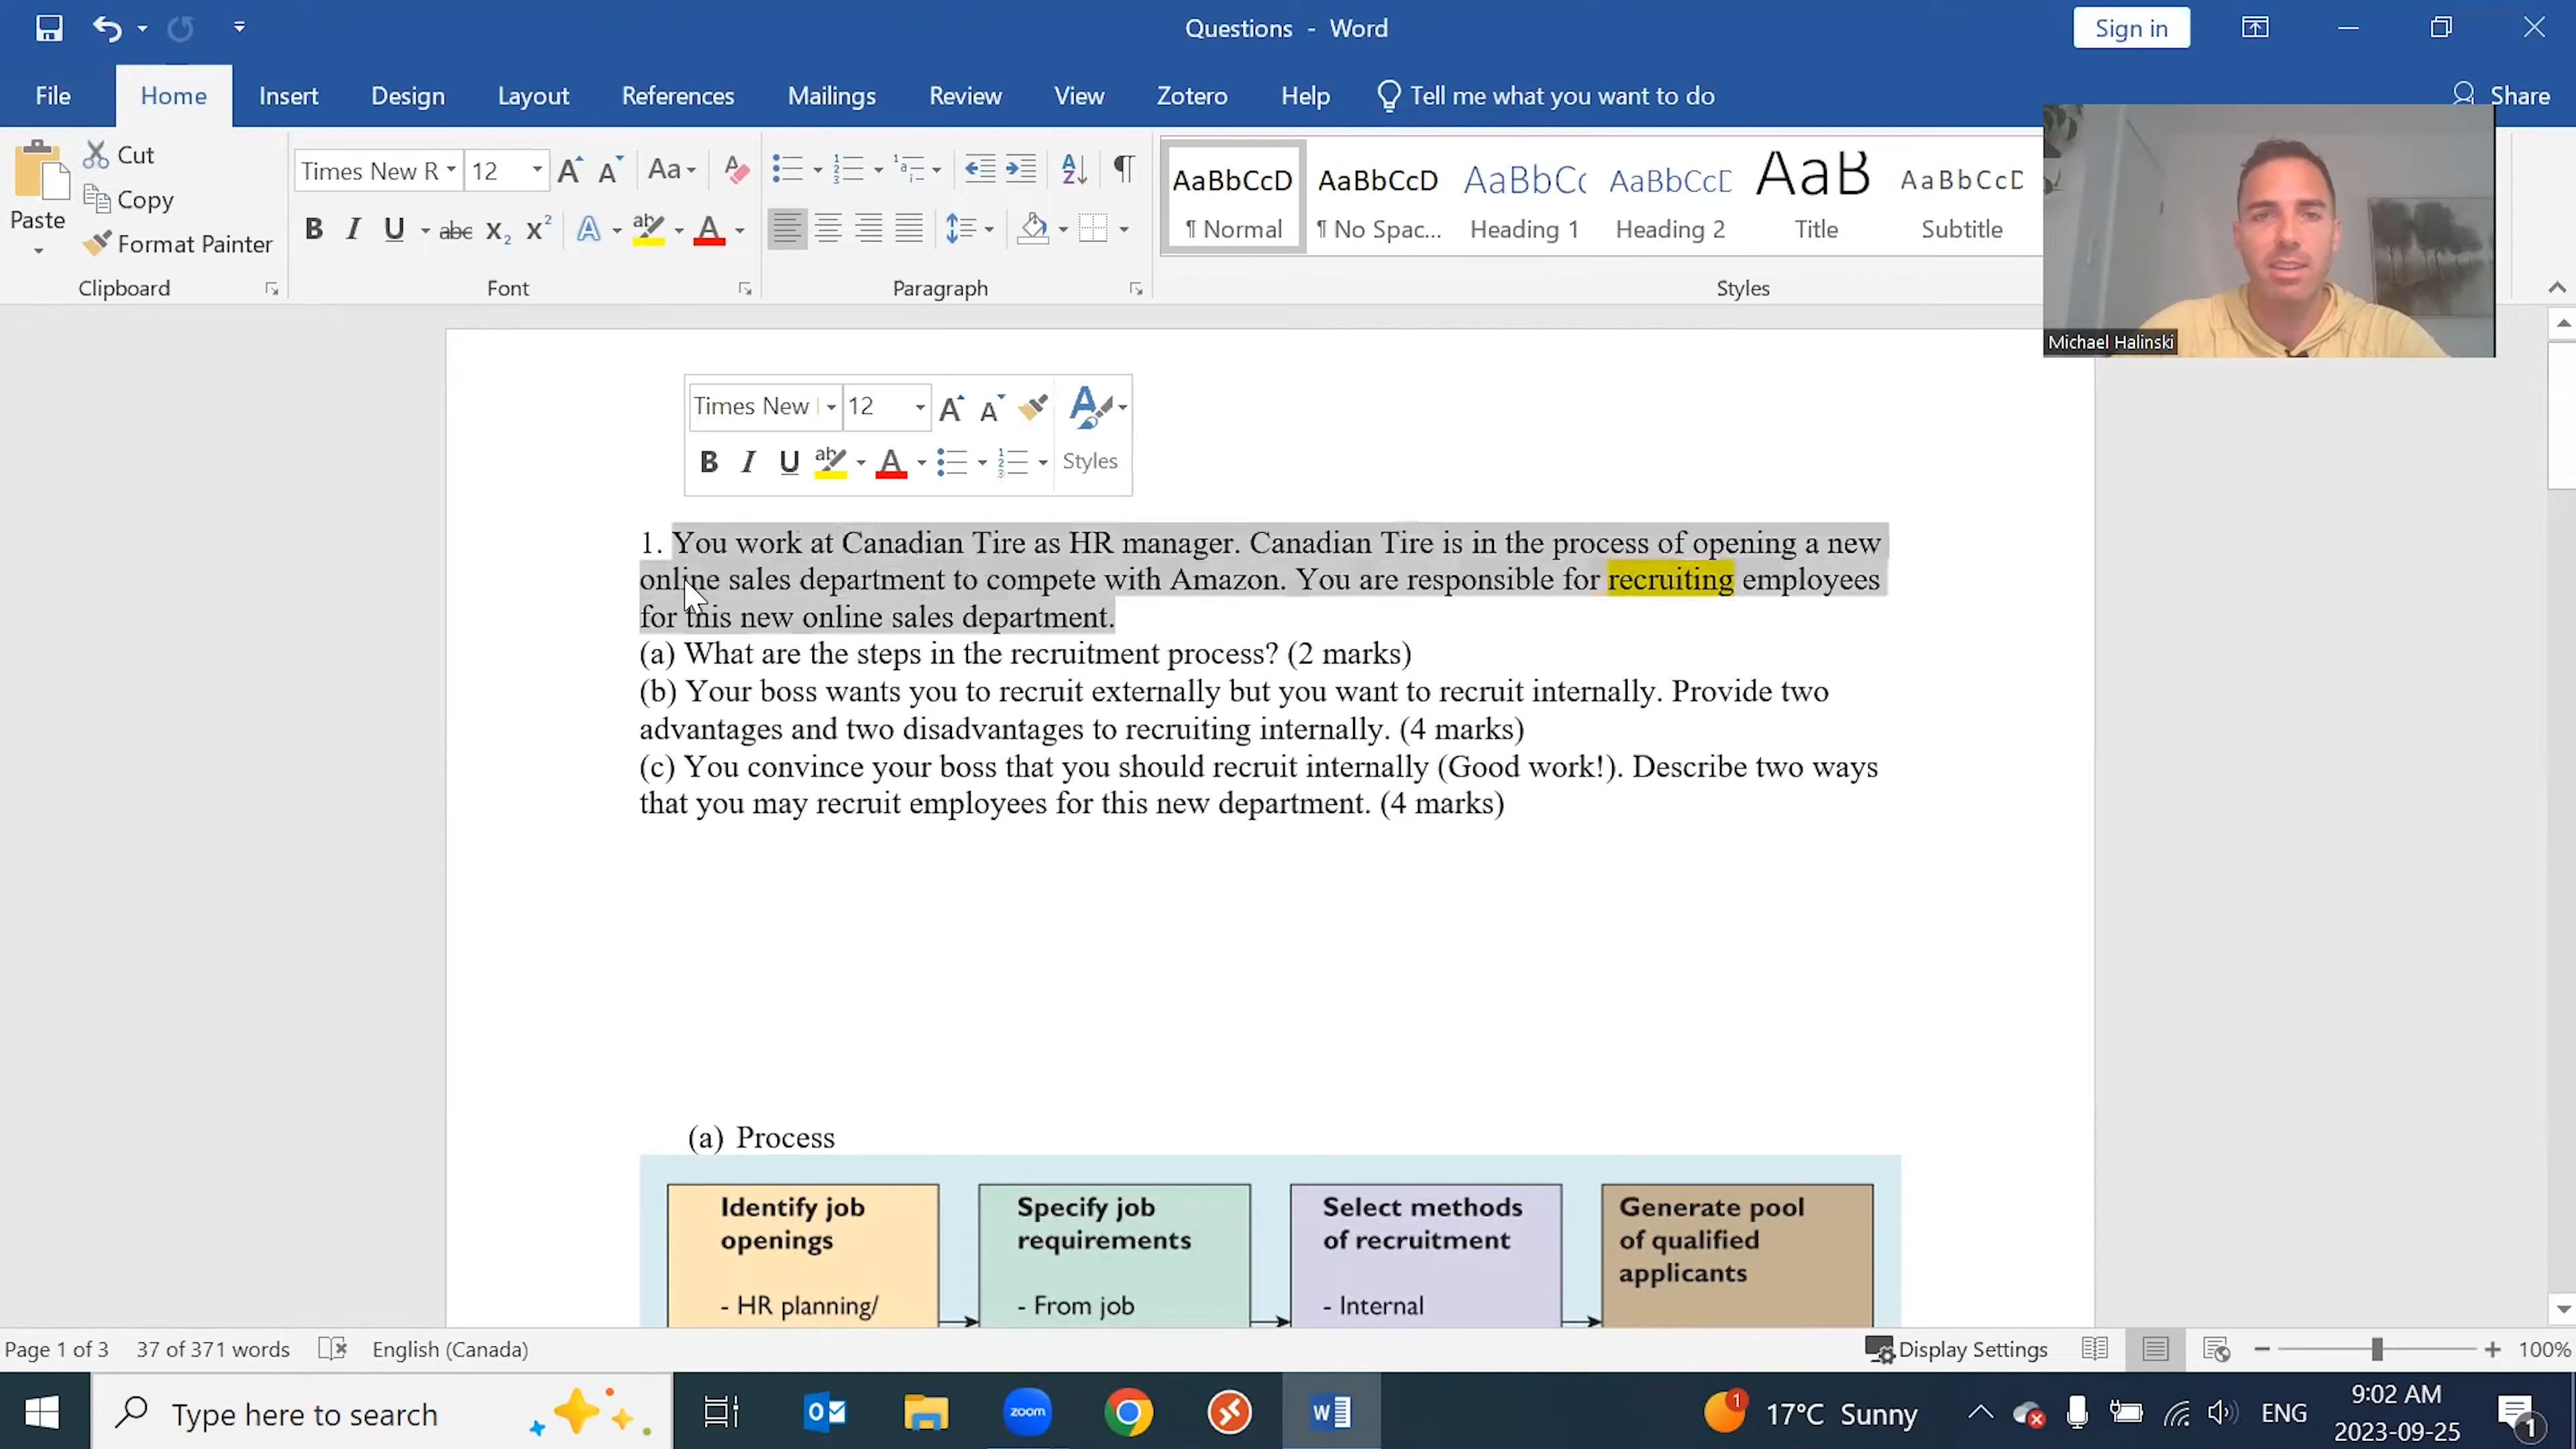 Questions - Word
Sign in
File Home Insert Design Layout References Mailings Review View Zotero Help Tell me what you want to do Share
Paste
Cut
Copy
Format Painter
Clipboard
Times New R 12
Font
Paragraph
AaBbCcD AaBbCcD AaBbCc AaBbCcD AaB AaBbCcD
¶ Normal ¶ No Spac... Heading 1 Heading 2 Title Subtitle
Styles
Michael Halinski
Times New 12
B I U Styles
1. You work at Canadian Tire as HR manager. Canadian Tire is in the process of opening a new
online sales department to compete with Amazon. You are responsible for recruiting employees
for this new online sales department.
(a) What are the steps in the recruitment process? (2 marks)
(b) Your boss wants you to recruit externally but you want to recruit internally. Provide two
advantages and two disadvantages to recruiting internally. (4 marks)
(c) You convince your boss that you should recruit internally (Good work!). Describe two ways
that you may recruit employees for this new department. (4 marks)
(a) Process
Identify job
openings
- HR planning/
Specify job
requirements
- From job
Select methods
of recruitment
- Internal
Generate pool
of qualified
applicants
Page 1 of 3 37 of 371 words English (Canada) Display Settings 100%
Type here to search
zoom
1
17°C Sunny
ENG
9:02 AM
2023-09-25
1